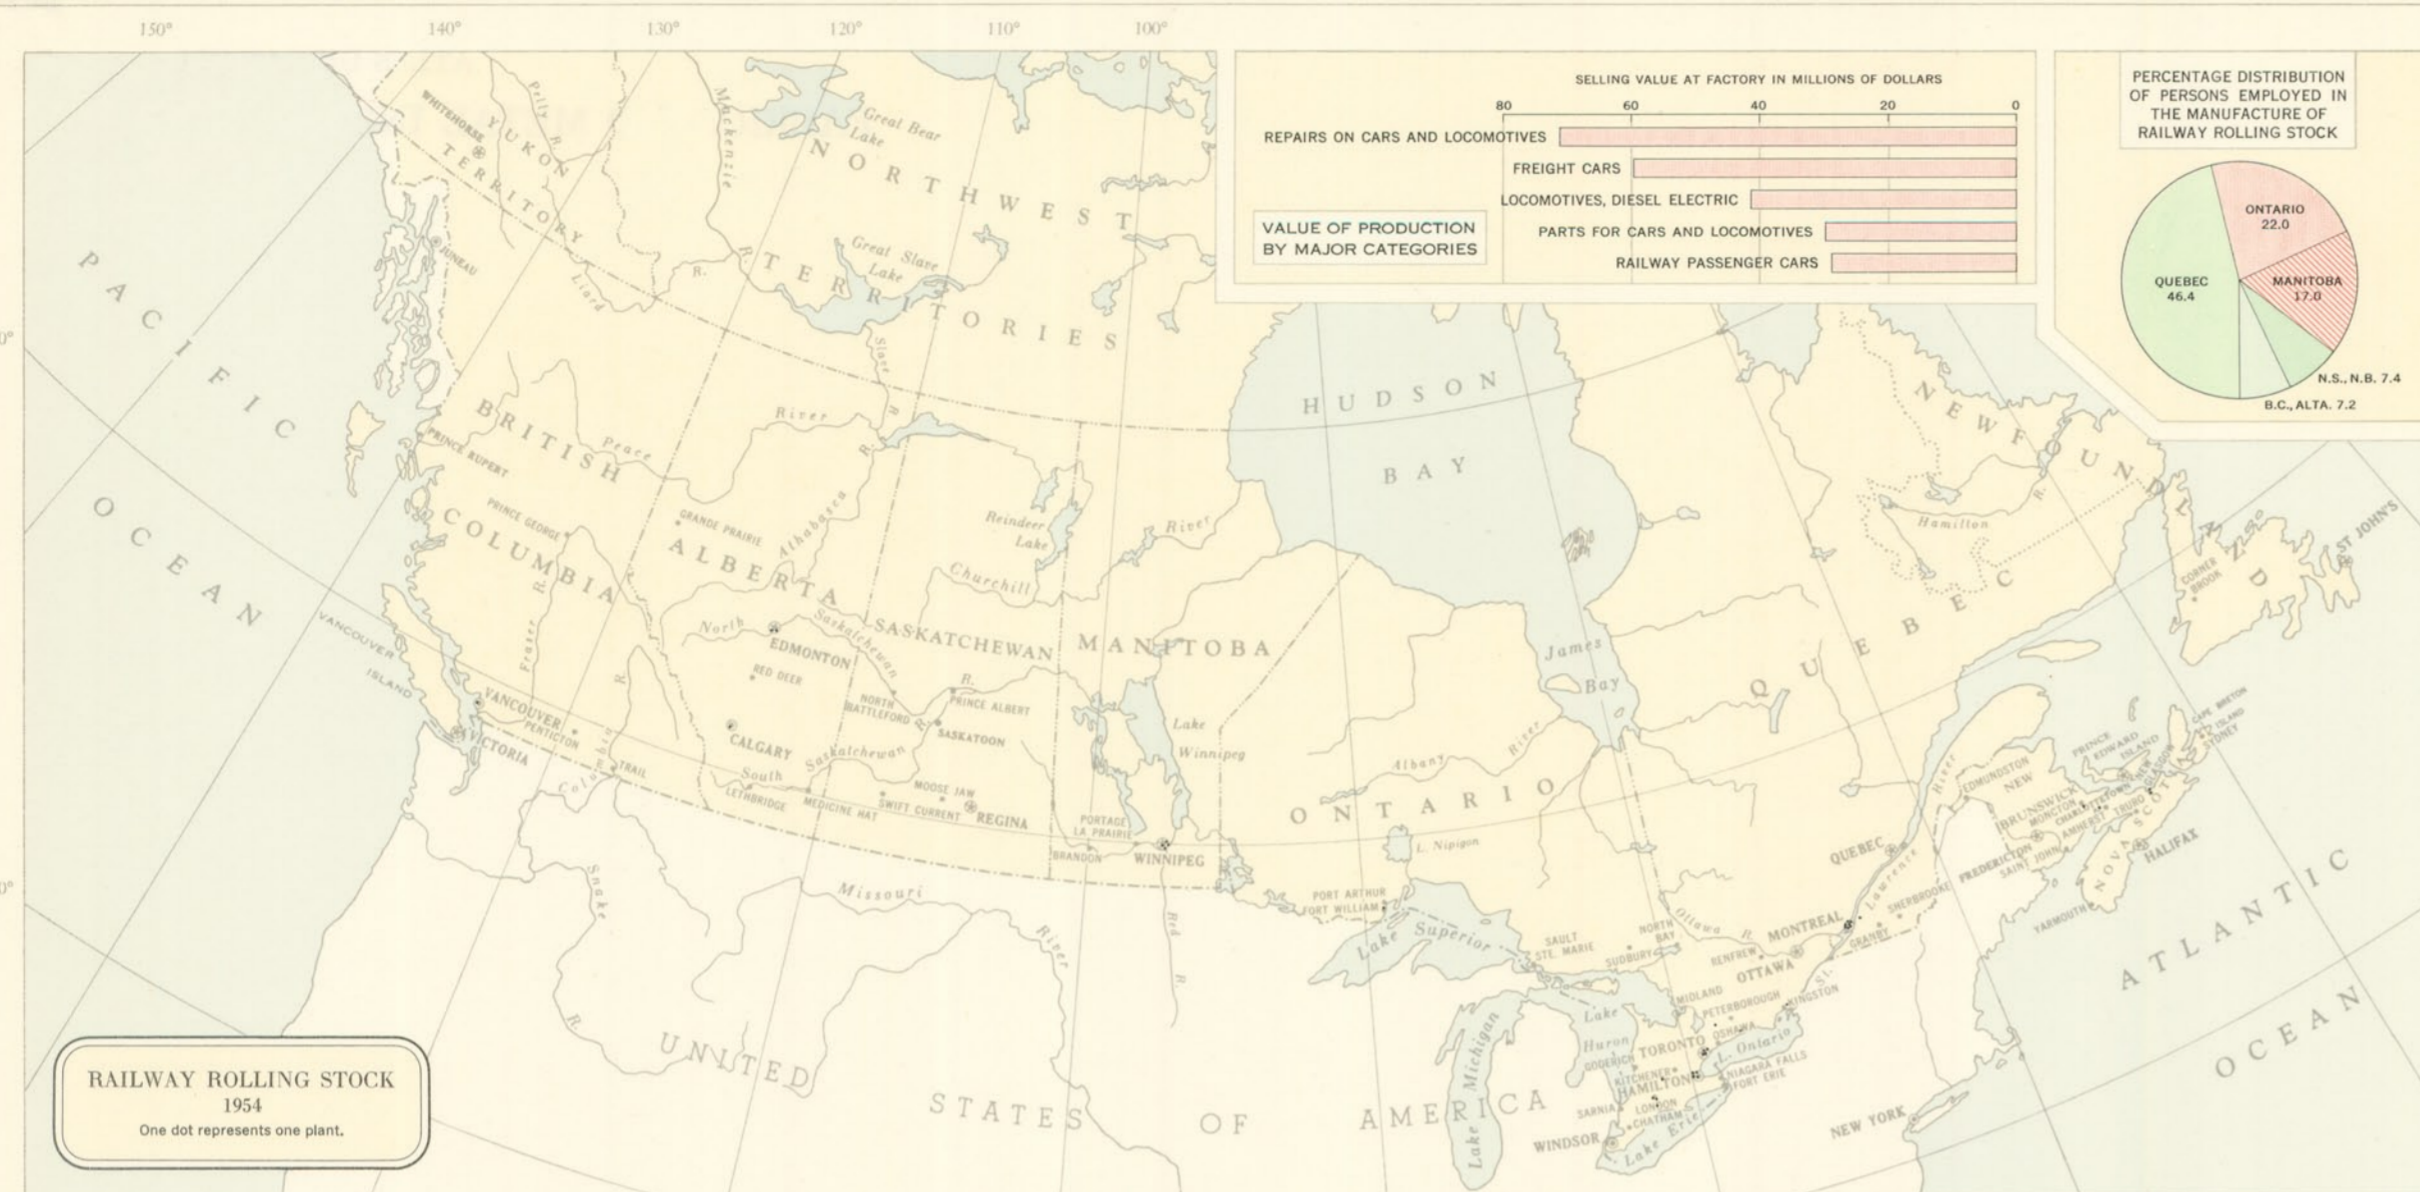 150°
140°
130°
120°
110°
100°
SELLING VALUE AT FACTORY IN MILLIONS OF DOLLARS
80 60 40 20 0
REPAIRS ON CARS AND LOCOMOTIVES
FREIGHT CARS
LOCOMOTIVES, DIESEL ELECTRIC
PARTS FOR CARS AND LOCOMOTIVES
RAILWAY PASSENGER CARS
VALUE OF PRODUCTION
BY MAJOR CATEGORIES
PERCENTAGE DISTRIBUTION
OF PERSONS EMPLOYED IN
THE MANUFACTURE OF
RAILWAY ROLLING STOCK
ONTARIO
22.0
MANITOBA
17.0
QUEBEC
46.4
N.S., N.B. 7.4
B.C., ALTA. 7.2
PACIFIC
OCEAN
WHITEHORSE
YUKON
TERRITORY
Pelly R.
Mackenzie
R.
Great Bear
Lake
NORTHWEST
TERRITORIES
Great Slave
Lake
JUNEAU
Liard
R.
Slave
R.
BRITISH
COLUMBIA
PRINCE RUPERT
PRINCE GEORGE
Peace
River
GRANDE PRAIRIE
ALBERTA
Athabasca
R.
Reindeer
Lake
Churchill
River
HUDSON
BAY
NEWFOUNDLAND
Hamilton
R.
ST JOHN'S
CORNER
BROOK
VANCOUVER
ISLAND
Fraser
R.
North
Saskatchewan
EDMONTON
RED DEER
SASKATCHEWAN
MANITOBA
NORTH
BATTLEFORD
R.
PRINCE ALBERT
SASKATOON
VANCOUVER
PENTICTON
VICTORIA
Columbia
R.
TRAIL
CALGARY
South
Saskatchewan
R.
LETHBRIDGE
MEDICINE HAT
SWIFT CURRENT
MOOSE JAW
REGINA
PORTAGE
LA PRAIRIE
BRANDON
WINNIPEG
Lake
Winnipeg
James
Bay
QUEBEC
Albany
River
ONTARIO
L. Nipigon
PORT ARTHUR
FORT WILLIAM
Lake Superior
SAULT
STE. MARIE
SUDBURY
NORTH
BAY
Ottawa R.
RENFREW
OTTAWA
MONTREAL
GRANBY
SHERBROOKE
QUEBEC
St.
Lawrence
River
EDMUNDSTON
NEW
BRUNSWICK
MONCTON
FREDERICTON
SAINT JOHN
PRINCE
EDWARD
ISLAND
CHARLOTTETOWN
AMHERST
TRURO
NEW
GLASGOW
CAPE BRETON
ISLAND
SYDNEY
NOVA SCOTIA
HALIFAX
YARMOUTH
ATLANTIC
OCEAN
MIDLAND
PETERBOROUGH
KINGSTON
OSHAWA
Lake
Huron
GODERICH
TORONTO
L. Ontario
KITCHENER
HAMILTON
NIAGARA FALLS
FORT ERIE
SARNIA
LONDON
CHATHAM
WINDSOR
Lake Erie
Lake Michigan
NEW YORK
Snake
R.
Missouri
River
Red
R.
UNITED
STATES
OF
AMERICA
RAILWAY ROLLING STOCK
1954
One dot represents one plant.